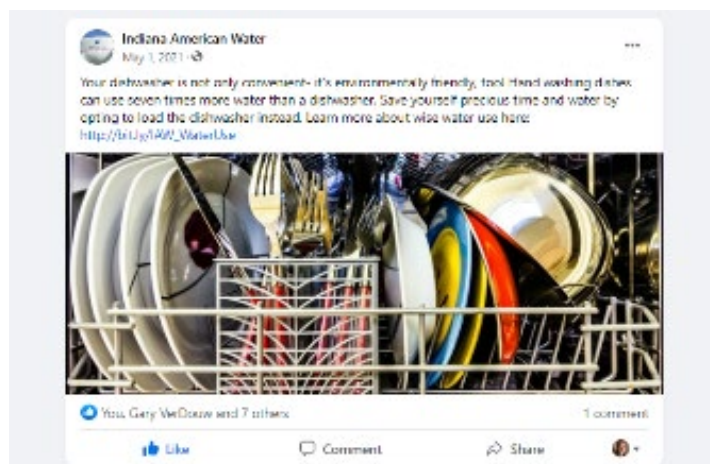 Indiana American Water
May 1, 2021 ·
Your dishwasher is not only convenient- it's environmentally friendly, too! Hand washing dishes
can use seven times more water than a dishwasher. Save yourself precious time and water by
opting to load the dishwasher instead. Learn more about wise water use here:
http://bit.ly/IAW_WaterUse
You, Gary VerDouw and 7 others
1 comment
Like
Comment
Share